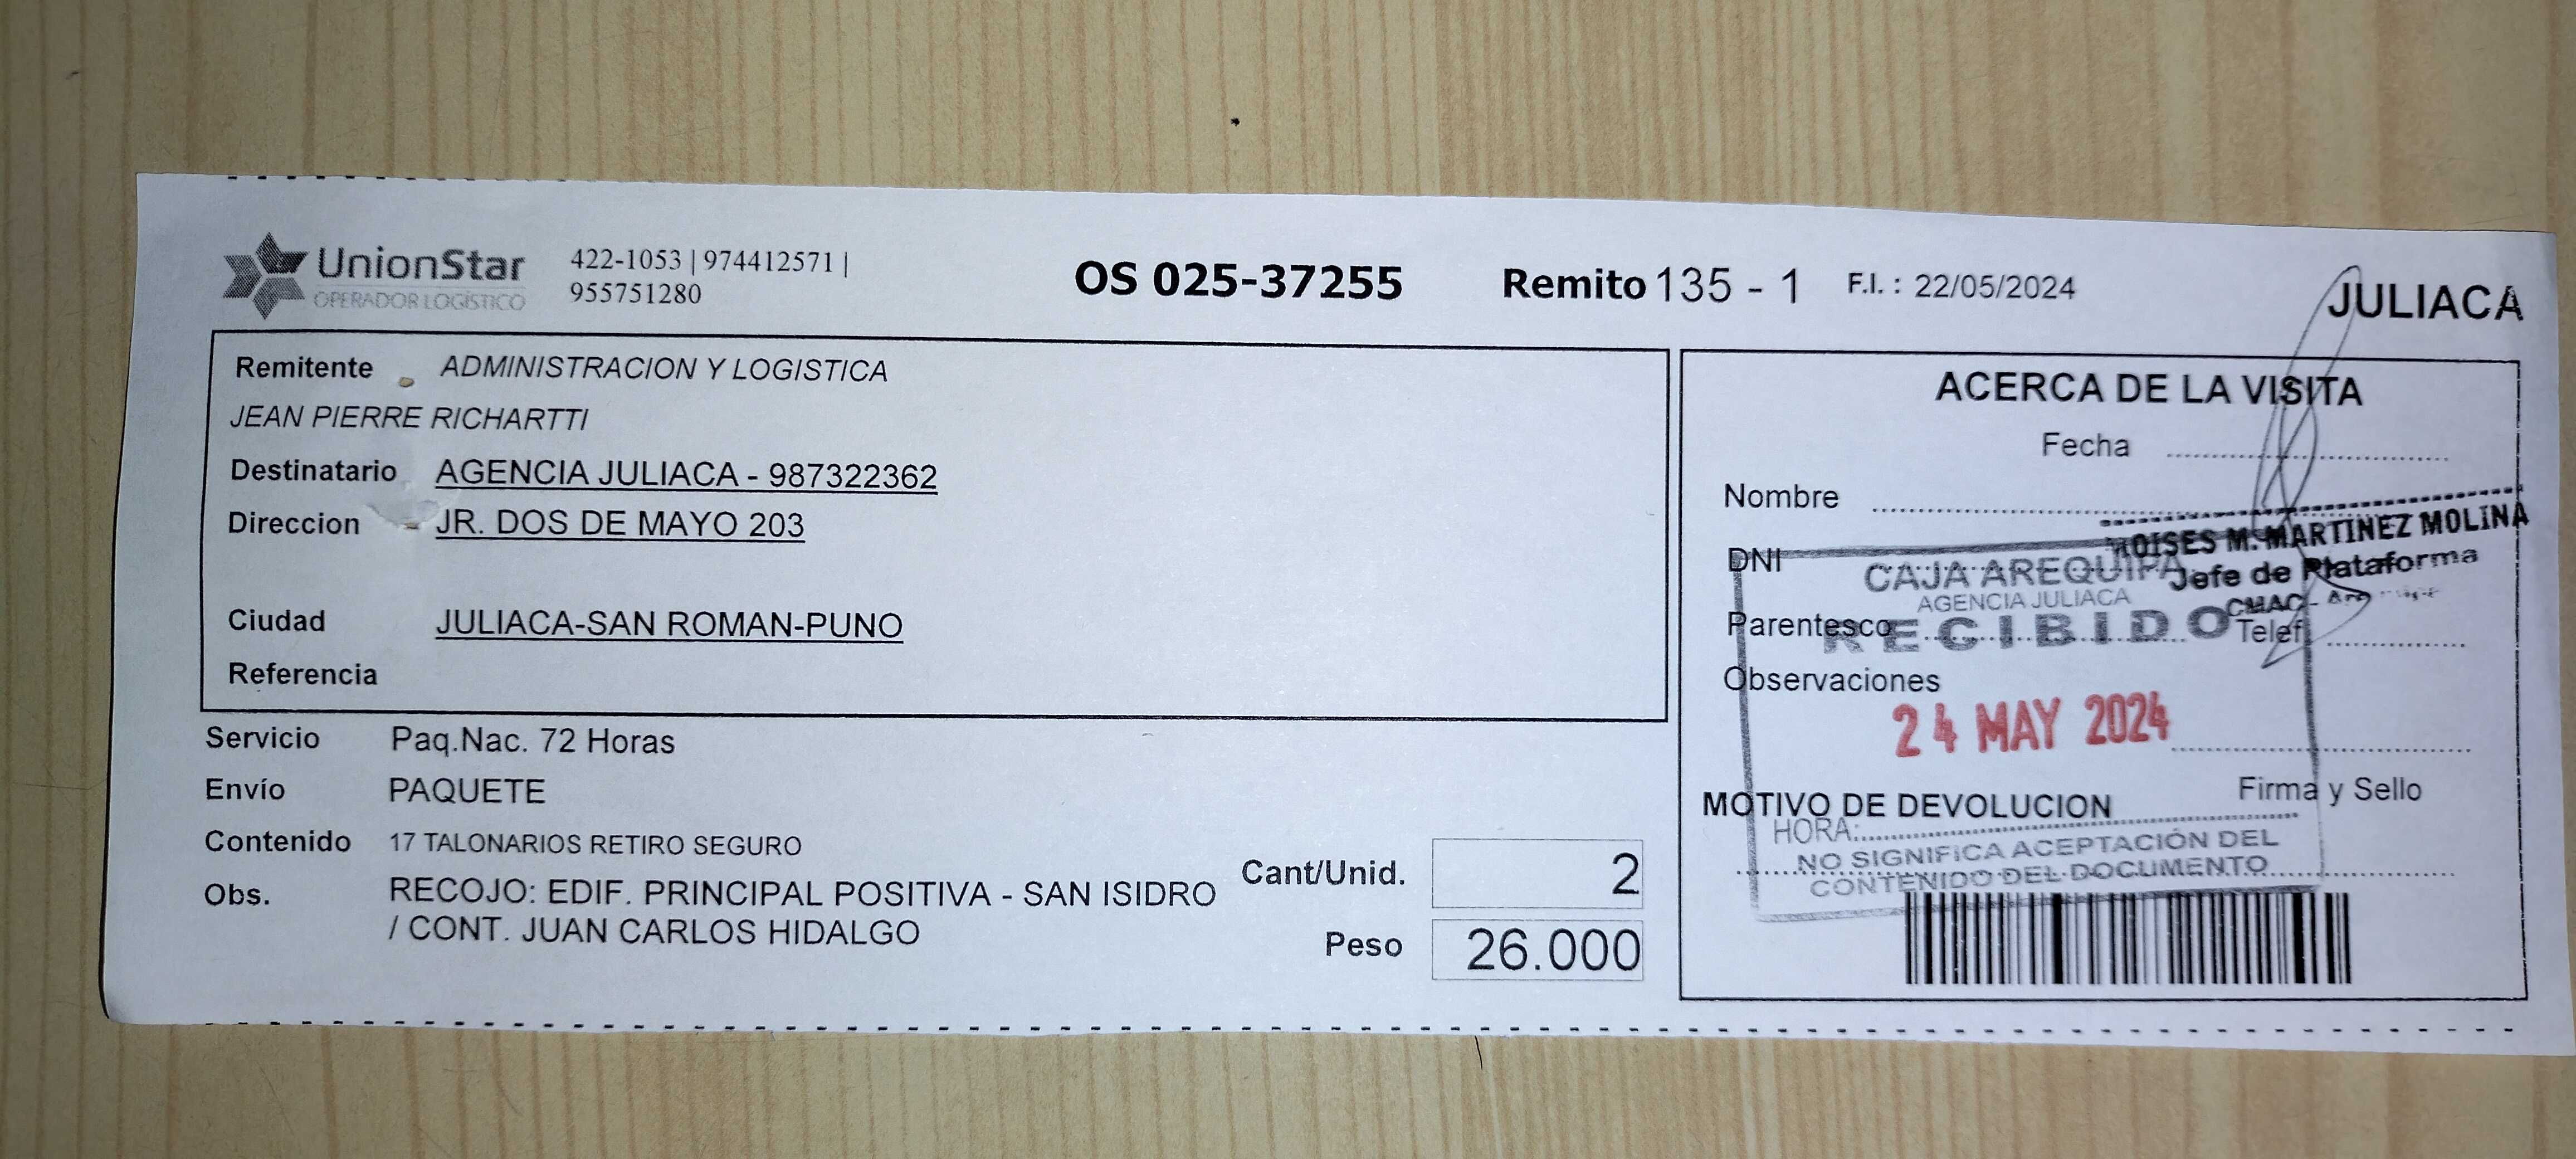 UnionStar
OPERADOR LOGÍSTICO
422-1053 | 974412571 |
955751280
OS 025-37255
Remito 135 - 1
F.I. : 22/05/2024
JULIACA
Remitente ADMINISTRACION Y LOGISTICA
JEAN PIERRE RICHARTTI
Destinatario AGENCIA JULIACA - 987322362
Direccion JR. DOS DE MAYO 203
Ciudad JULIACA-SAN ROMAN-PUNO
Referencia
Servicio Paq.Nac. 72 Horas
Envío PAQUETE
Contenido 17 TALONARIOS RETIRO SEGURO
Obs. RECOJO: EDIF. PRINCIPAL POSITIVA - SAN ISIDRO
/ CONT. JUAN CARLOS HIDALGO
Cant/Unid. 2
Peso 26.000
ACERCA DE LA VISITA
Fecha
Nombre
MOISES M. MARTINEZ MOLINA
DNI
CAJA AREQUIPA
Jefe de Plataforma
AGENCIA JULIACA
CMAC-
Parentesco
RECIBIDO
Telef
Observaciones
24 MAY 2024
Firma y Sello
MOTIVO DE DEVOLUCION
HORA:
NO SIGNIFICA ACEPTACIÓN DEL
CONTENIDO DEL DOCUMENTO